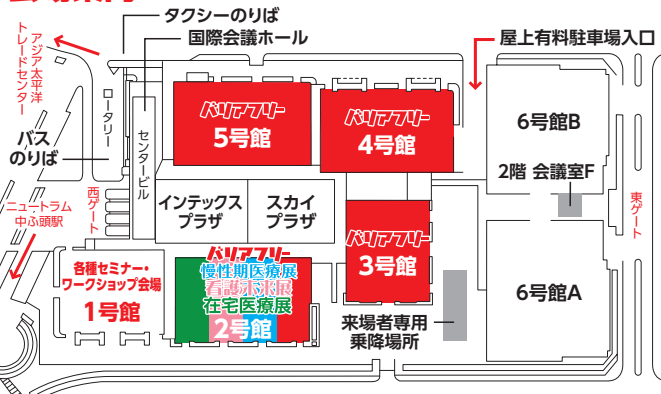 タクシーのりば
国際会議ホール
屋上有料駐車場入口
アジア太平洋
トレードセンター
ロータリー
バス
のりば
センタービル
バリアフリー
5号館
バリアフリー
4号館
6号館B
2階 会議室F
西ゲート
インテックス
プラザ
スカイ
プラザ
東ゲート
ニュートラム
中ふ頭駅
バリアフリー
3号館
各種セミナー・
ワークショップ会場
1号館
バリアフリー
慢性期医療展
看護未来展
在宅医療展
2号館
来場者専用
乗降場所
6号館A